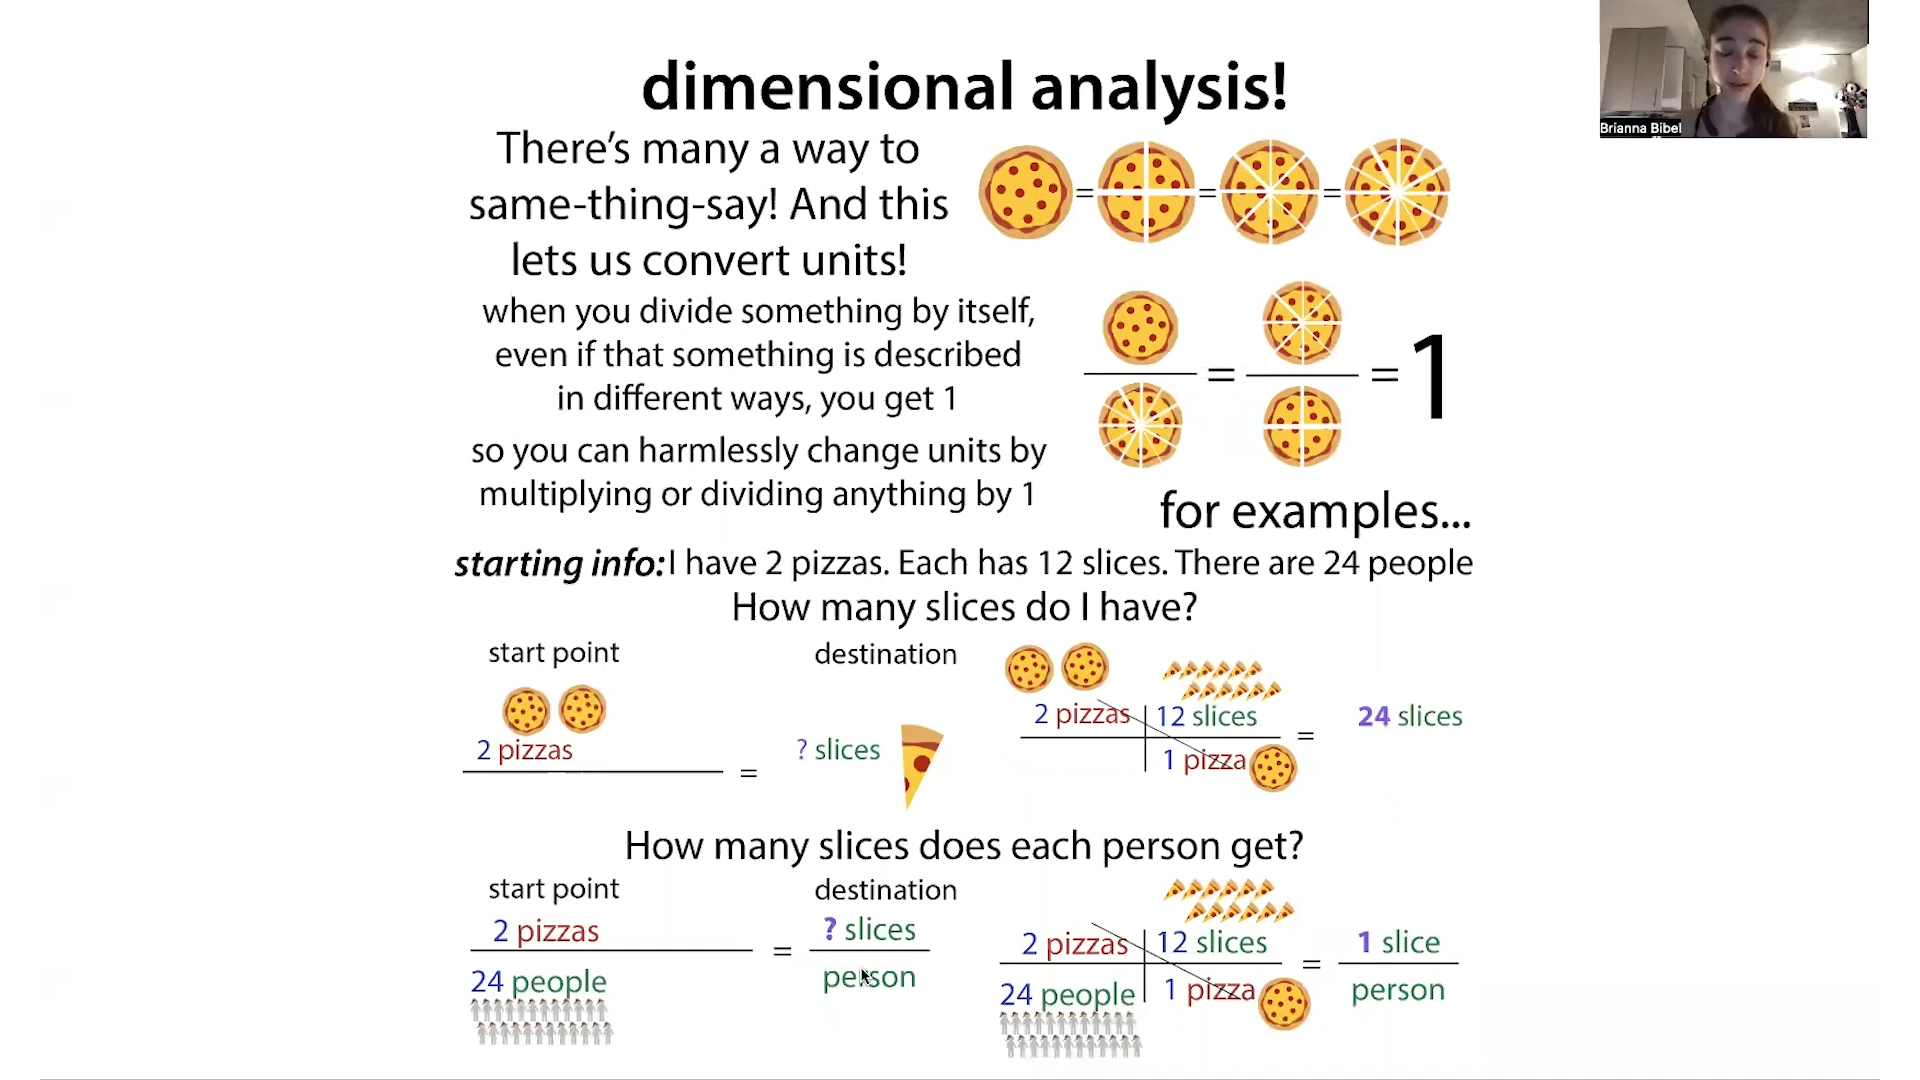 dimensional analysis!
There's many a way to
same-thing-say! And this
lets us convert units!
= = =
when you divide something by itself,
even if that something is described
in different ways, you get 1
= = 1
so you can harmlessly change units by
multiplying or dividing anything by 1
for examples...
starting info: I have 2 pizzas. Each has 12 slices. There are 24 people
How many slices do I have?
start point
2 pizzas
=
destination
? slices
2 pizzas 12 slices
1 pizza
= 24 slices
How many slices does each person get?
start point
2 pizzas
24 people
=
destination
? slices
person
2 pizzas 12 slices
24 people 1 pizza
=
1 slice
person
Brianna Bibel